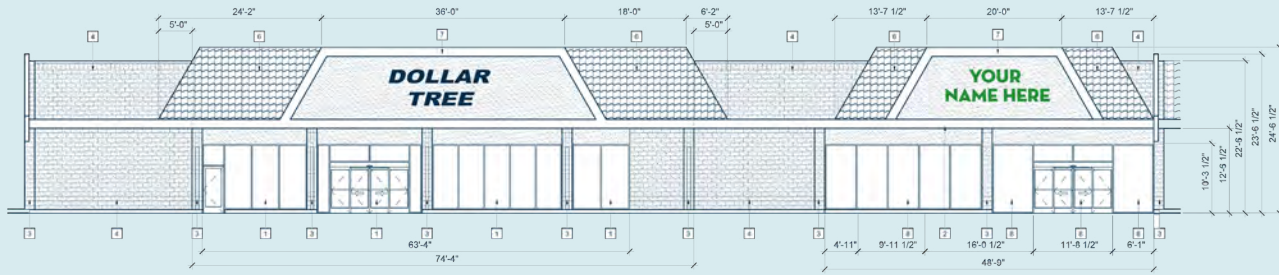 24'-2" 36'-0" 18'-0" 6'-2" 13'-7 1/2" 20'-0" 13'-7 1/2"
5'-0" 5'-0"
4 6 7 6 4 6 7 6 4
DOLLAR
TREE
YOUR
NAME HERE
10'-3 1/2"
12'-6 1/2"
22'-6 1/2"
23'-6 1/2"
24'-6 1/2"
3 4 3 1 3 1 3 1 3 1 3 4 3 8 2 3 8 8 8 3
63'-4" 4'-11" 9'-11 1/2" 16'-0 1/2" 11'-8 1/2" 6'-1"
74'-4" 48'-9"